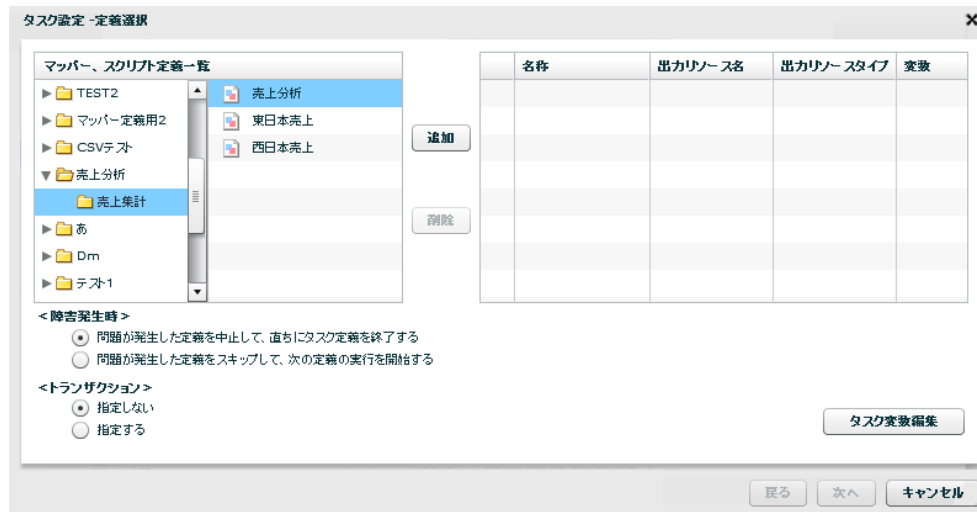 タスク設定 -定義選択
マッパー、スクリプト定義一覧
TEST2
マッパー定義用2
CSVテスト
売上分析
売上集計
あ
Dm
テスト1
売上分析
東日本売上
西日本売上
追加
削除
名称 出力リソース名 出力リソースタイプ 変数
<障害発生時>
問題が発生した定義を中止して、直ちにタスク定義を終了する
問題が発生した定義をスキップして、次の定義の実行を開始する
<トランザクション>
指定しない
指定する
タスク変数編集
戻る 次へ キャンセル